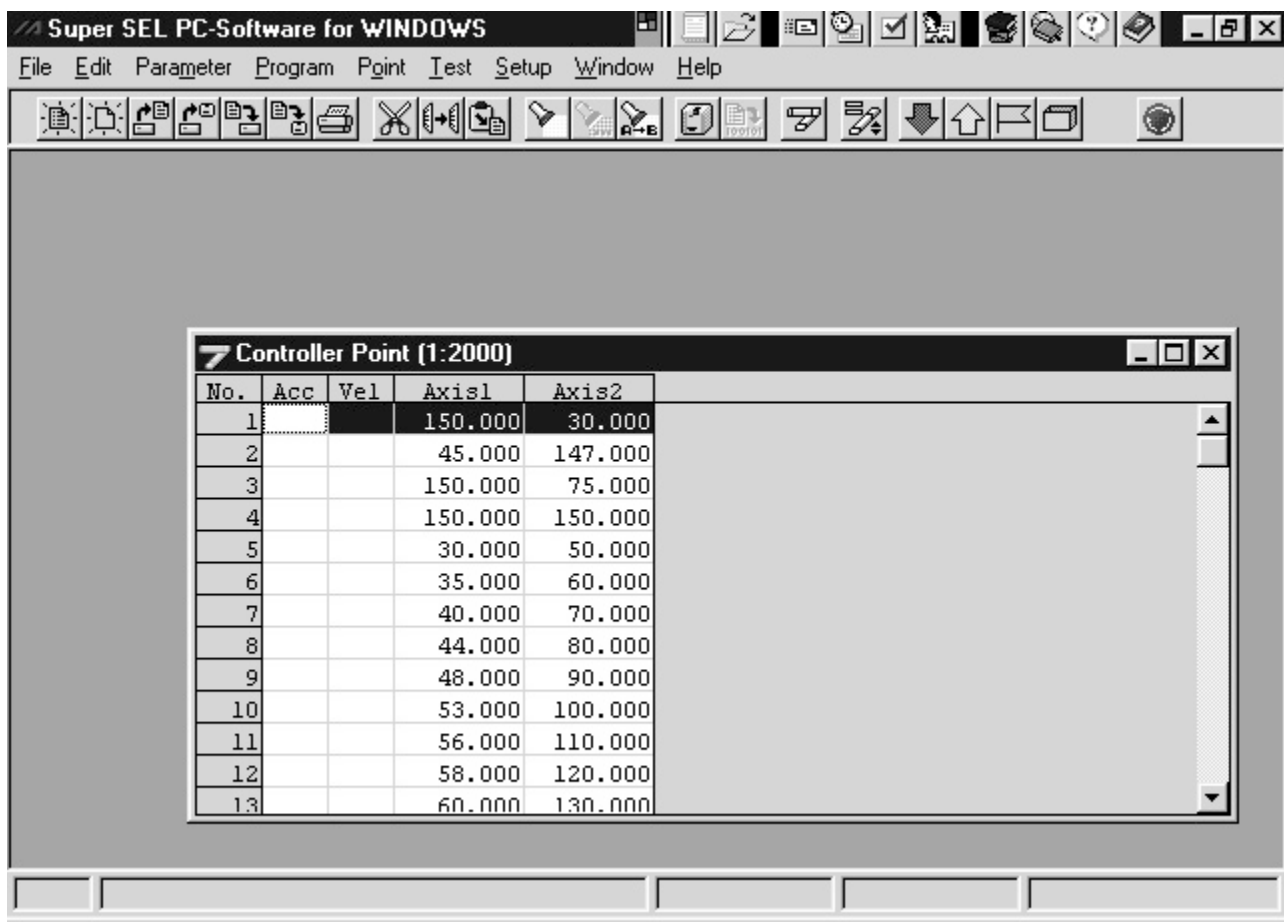 Super SEL PC-Software for WINDOWS
File Edit Parameter Program Point Test Setup Window Help
A→B
Controller Point (1:2000)
No. Acc Vel Axis1 Axis2
1 150.000 30.000
2 45.000 147.000
3 150.000 75.000
4 150.000 150.000
5 30.000 50.000
6 35.000 60.000
7 40.000 70.000
8 44.000 80.000
9 48.000 90.000
10 53.000 100.000
11 56.000 110.000
12 58.000 120.000
13 60.000 130.000